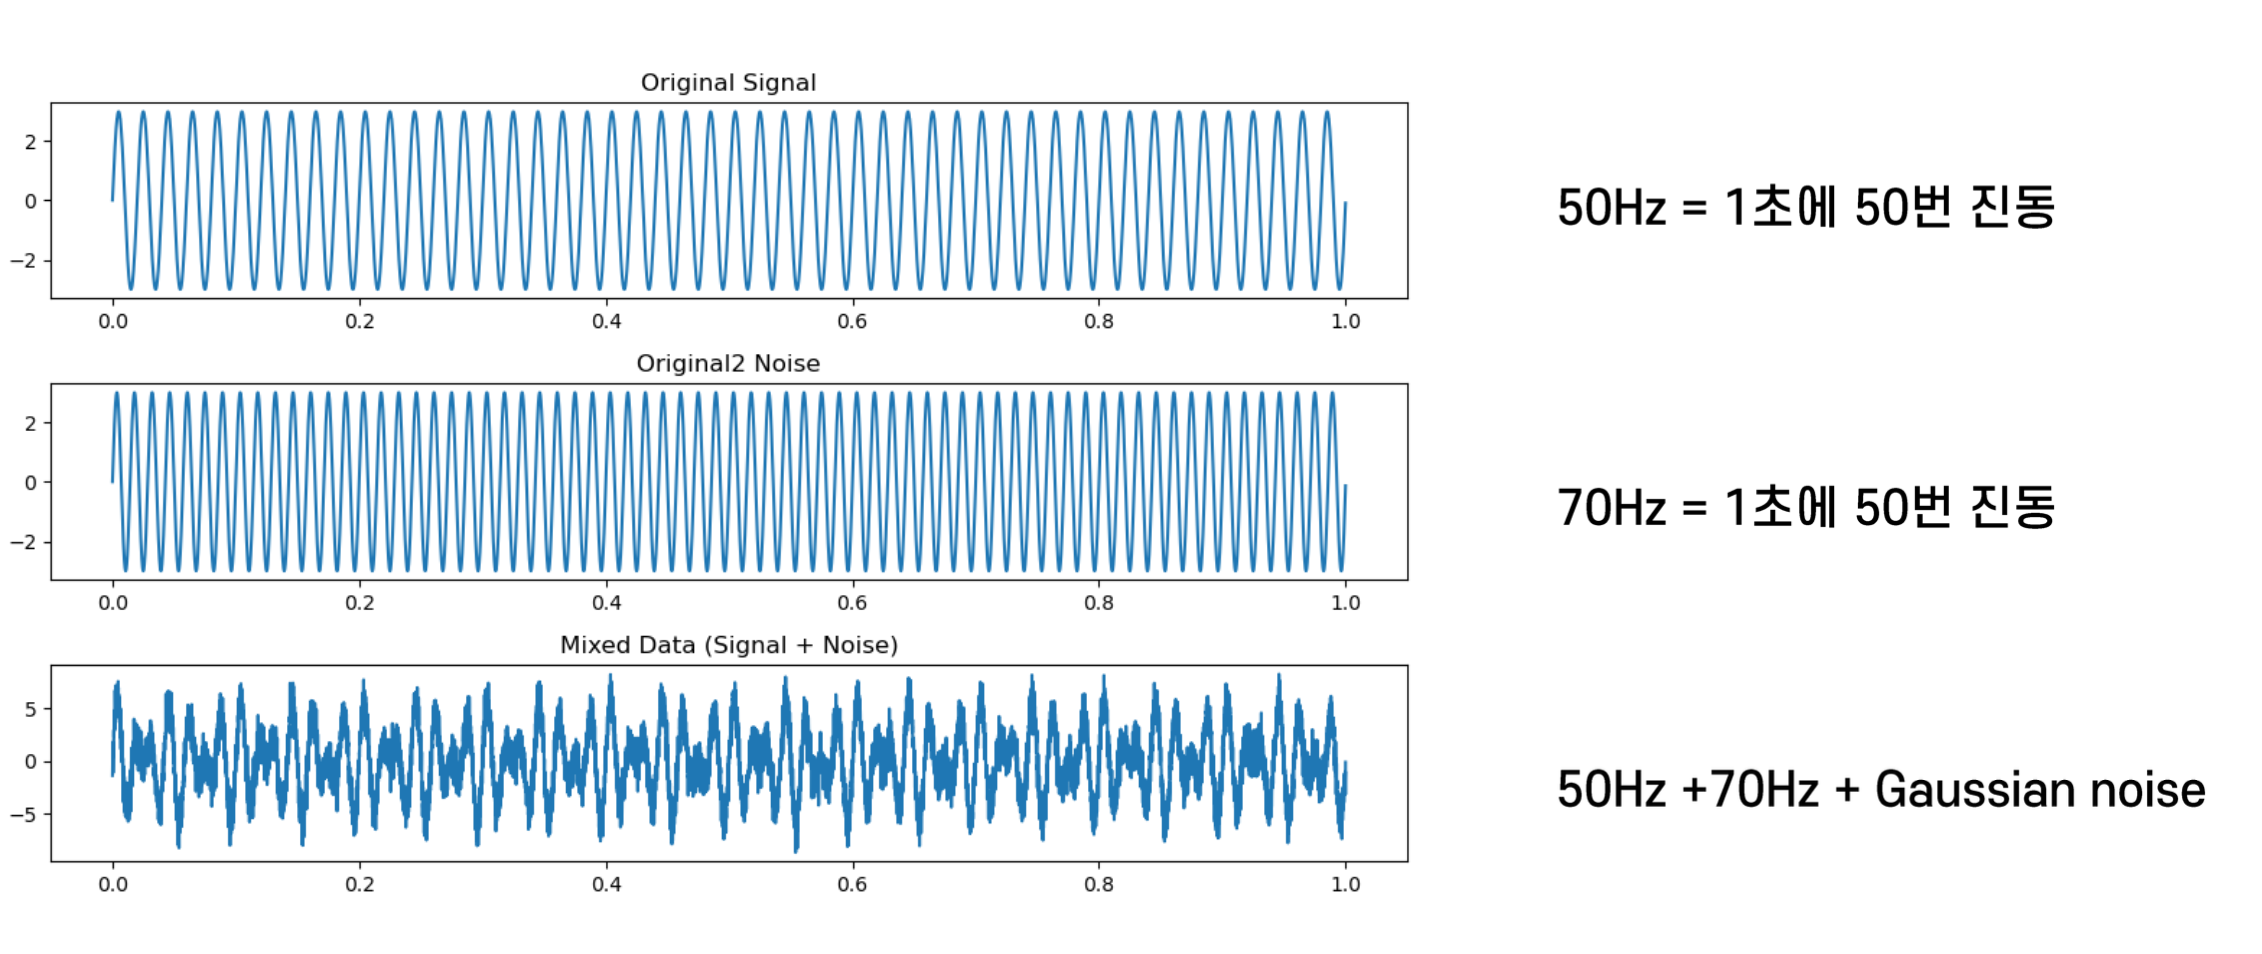 Original Signal
2
0
−2
0.0 0.2 0.4 0.6 0.8 1.0
50Hz = 1초에 50번 진동
Original2 Noise
2
0
−2
0.0 0.2 0.4 0.6 0.8 1.0
70Hz = 1초에 50번 진동
Mixed Data (Signal + Noise)
5
0
−5
0.0 0.2 0.4 0.6 0.8 1.0
50Hz +70Hz + Gaussian noise